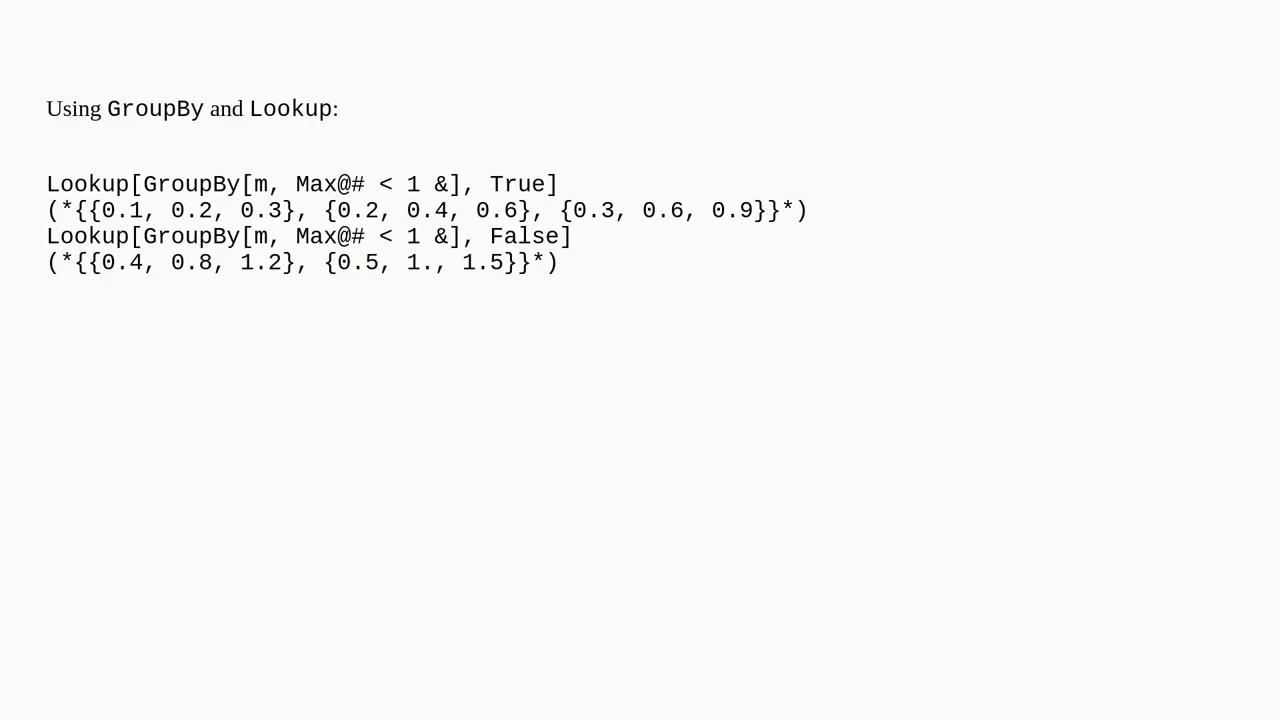 Using GroupBy and Lookup:
Lookup[GroupBy[m, Max@# < 1 &], True]
(*{{0.1, 0.2, 0.3}, {0.2, 0.4, 0.6}, {0.3, 0.6, 0.9}}*)
Lookup[GroupBy[m, Max@# < 1 &], False]
(*{{0.4, 0.8, 1.2}, {0.5, 1., 1.5}}*)